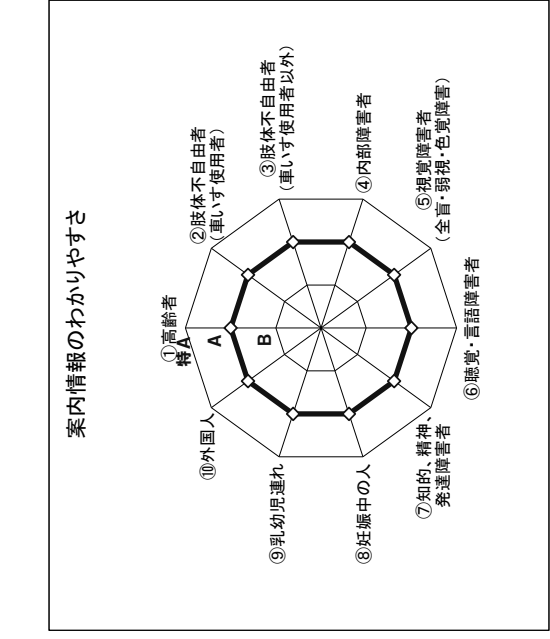 案内情報のわかりやすさ
①高齢者
特A
A
B
②肢体不自由者
(車いす使用者)
③肢体不自由者
(車いす使用者以外)
④内部障害者
⑤視覚障害者
(全盲・弱視・色覚障害)
⑥聴覚・言語障害者
⑦知的、精神、
発達障害者
⑧妊娠中の人
⑨乳幼児連れ
⑩外国人